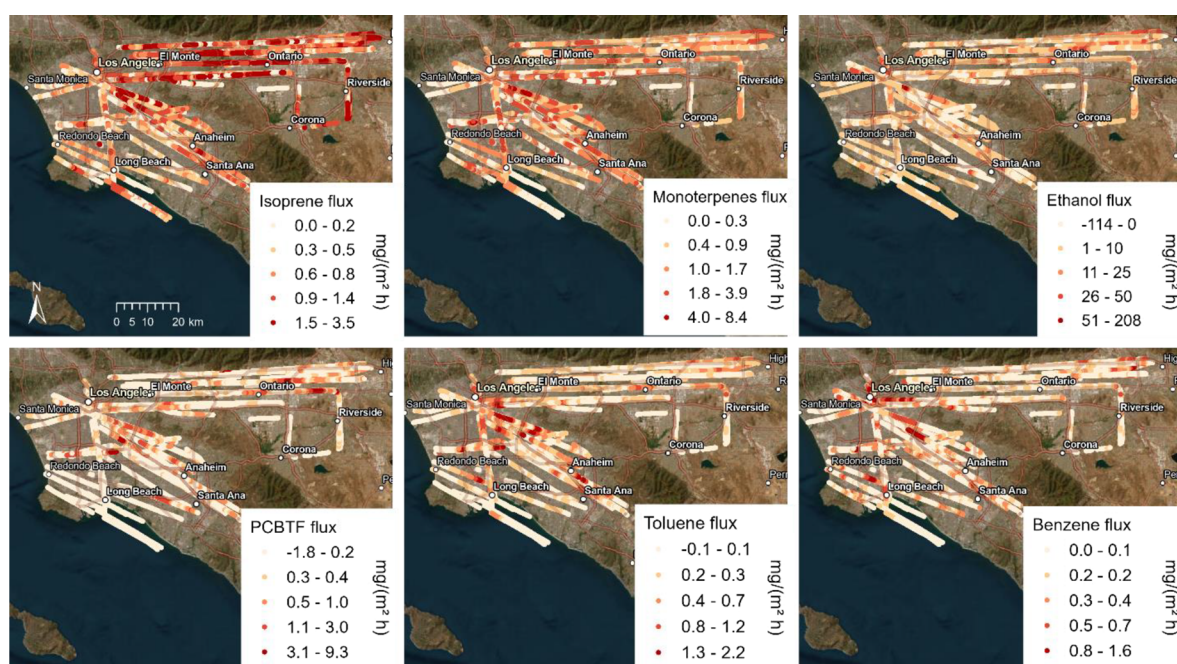 El Monte
Los Angeles
Ontario
Santa Monica
Riverside
Corona
Redondo Beach
Anaheim
Long Beach
Santa Ana
Isoprene flux
0.0 - 0.2
0.3 - 0.5
0.6 - 0.8
0.9 - 1.4
1.5 - 3.5
mg/(m² h)
N
0 5 10 20 km
El Monte
Los Angeles
Ontario
Santa Monica
Riverside
Corona
Redondo Beach
Anaheim
Long Beach
Santa Ana
Monoterpenes flux
0.0 - 0.3
0.4 - 0.9
1.0 - 1.7
1.8 - 3.9
4.0 - 8.4
mg/(m² h)
El Monte
Los Angeles
Ontario
Santa Monica
Riverside
Corona
Redondo Beach
Anaheim
Long Beach
Santa Ana
Ethanol flux
-114 - 0
1 - 10
11 - 25
26 - 50
51 - 208
mg/(m² h)
El Monte
Los Angeles
Ontario
Santa Monica
Riverside
Corona
Redondo Beach
Anaheim
Long Beach
Santa Ana
PCBTF flux
-1.8 - 0.2
0.3 - 0.4
0.5 - 1.0
1.1 - 3.0
3.1 - 9.3
mg/(m² h)
High
El Monte
Los Angeles
Ontario
Santa Monica
Riverside
Corona
Redondo Beach
Anaheim
Perr
Long Beach
Santa Ana
Toluene flux
-0.1 - 0.1
0.2 - 0.3
0.4 - 0.7
0.8 - 1.2
1.3 - 2.2
mg/(m² h)
High
El Monte
Los Angeles
Ontario
Santa Monica
Riverside
Corona
Redondo Beach
Anaheim
Long Beach
Santa Ana
Benzene flux
0.0 - 0.1
0.2 - 0.2
0.3 - 0.4
0.5 - 0.7
0.8 - 1.6
mg/(m² h)